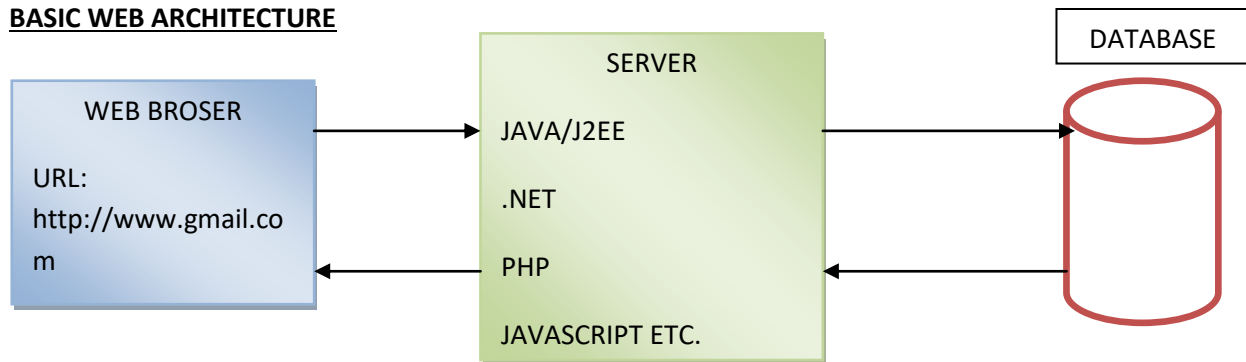 BASIC WEB ARCHITECTURE
WEB BROSER
URL:
http://www.gmail.co
m
SERVER
JAVA/J2EE
.NET
PHP
JAVASCRIPT ETC.
DATABASE